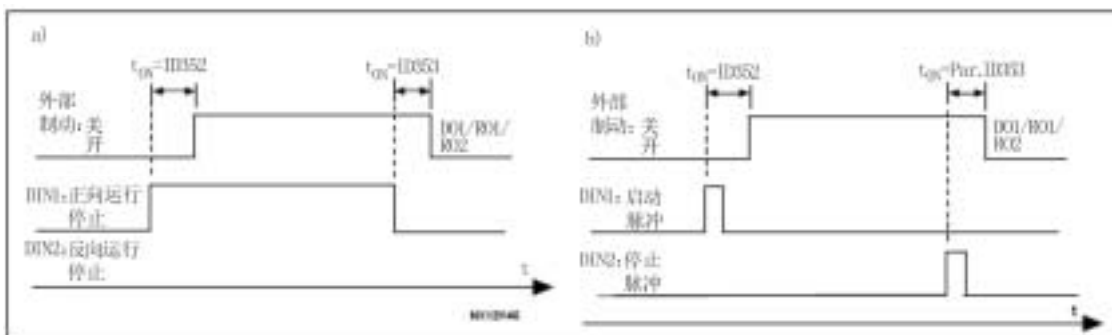 a)
tON=ID352
tON=ID353
外部
制动：关
开
DO1/RO1/
RO2
DIN1：正向运行
停止
DIN2：反向运行
停止
t
NX12K46
b)
tON=ID352
tON=Par.ID353
外部
制动：关
开
DO1/RO1/
RO2
DIN1：启动
脉冲
DIN2：停止
脉冲
t